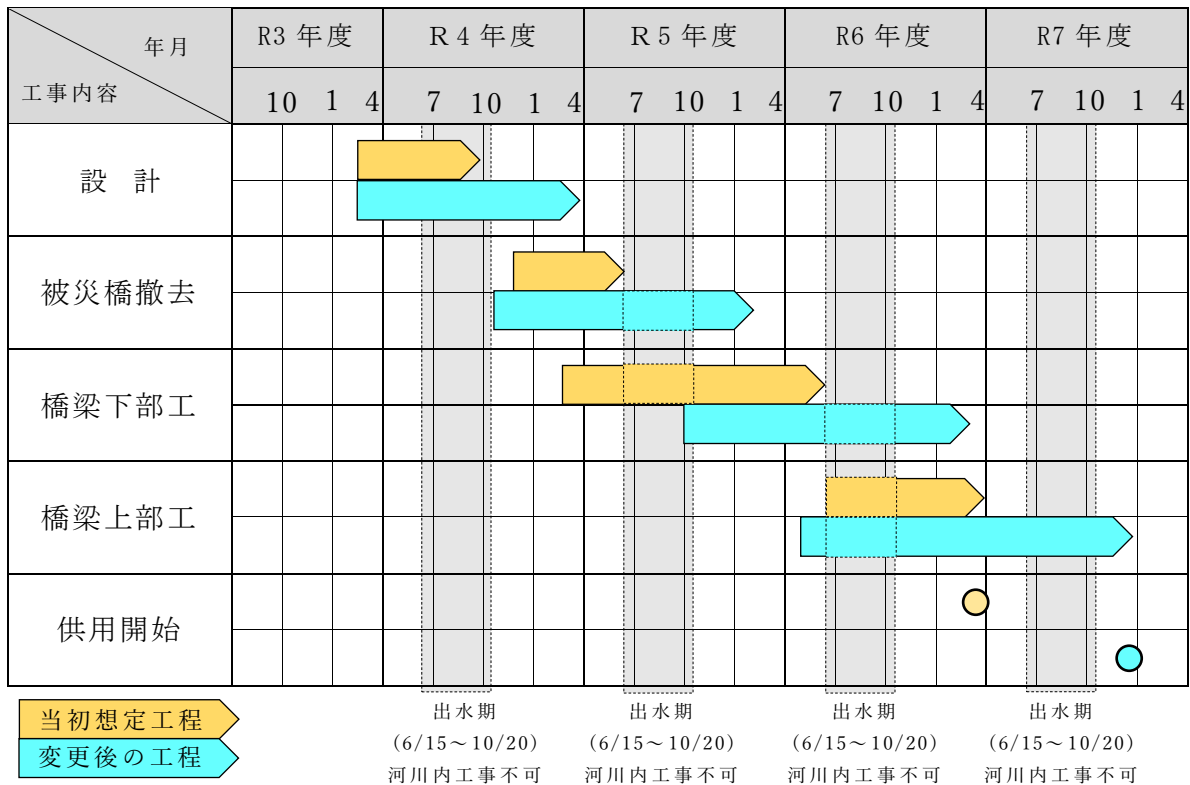 年月
工事内容
R3 年度 Ｒ４ 年度 Ｒ５ 年度 R6 年度 R7 年度
10 1 4 7 10 1 4 7 10 1 4 7 10 1 4 7 10 1 4
設 計
被災橋撤去
橋梁下部工
橋梁上部工
供用開始
当初想定工程
変更後の工程
出水期
(6/15～10/20)
河川内工事不可
出水期
(6/15～10/20)
河川内工事不可
出水期
(6/15～10/20)
河川内工事不可
出水期
(6/15～10/20)
河川内工事不可